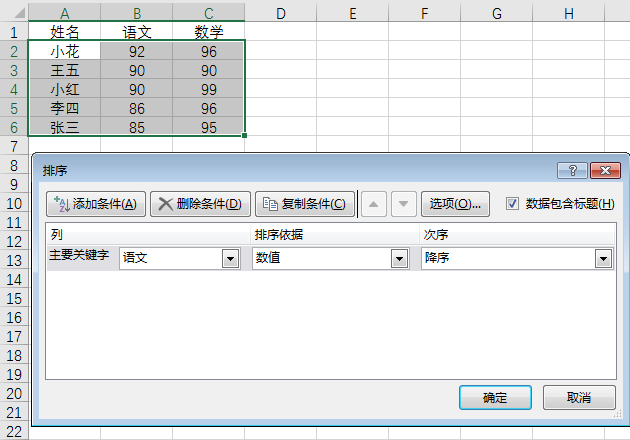 A B C D E F G H
1 姓名 语文 数学
2 小花 92 96
3 王五 90 90
4 小红 90 99
5 李四 86 96
6 张三 85 95
7
8
9
10
11
12
13
14
15
16
17
18
19
20
21
22
排序
添加条件(A) 删除条件(D) 复制条件(C) 选项(O)... 数据包含标题(H)
列 排序依据 次序
主要关键字 语文 数值 降序
确定 取消